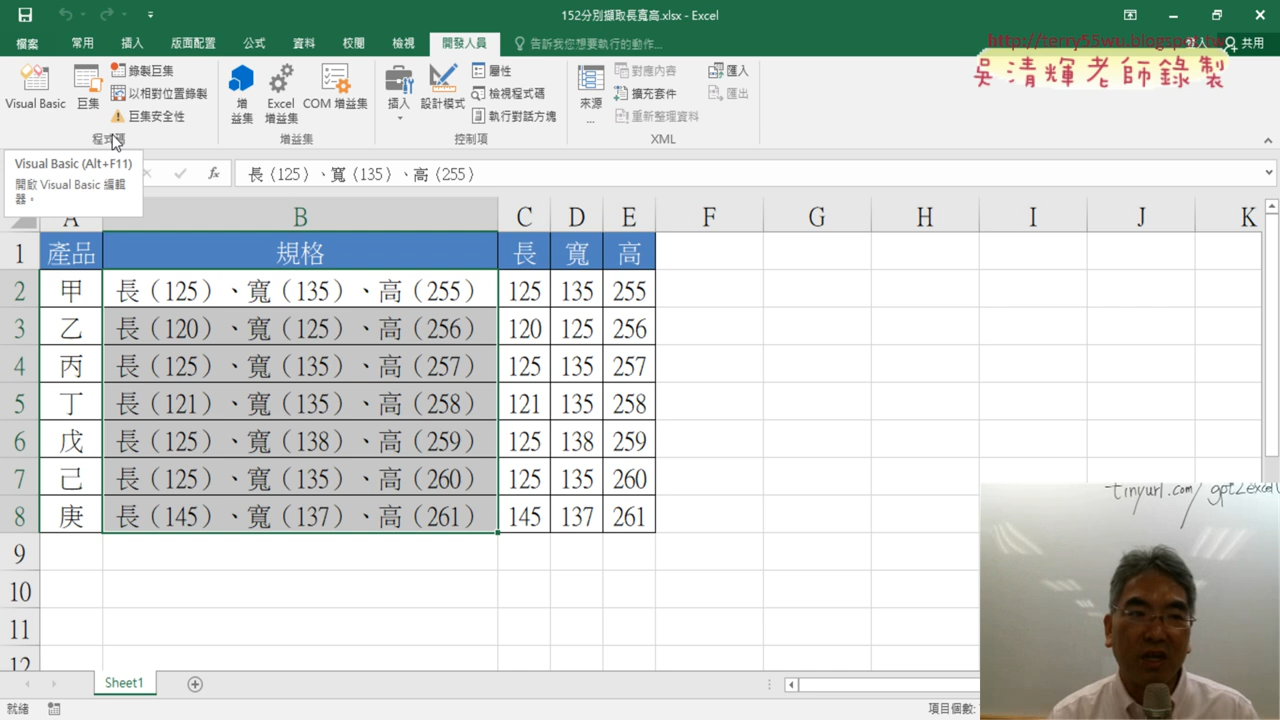 152分別擷取長寬高.xlsx - Excel
檔案 常用 插入 版面配置 公式 資料 校閱 檢視 開發人員 告訴我您想要執行的動作... 登入 共用
http://terry55wu.blogspot.tw
吳清輝老師錄製
Visual Basic 巨集 錄製巨集 以相對位置錄製 巨集安全性
增益集 Excel 增益集 COM 增益集
插入 設計模式 屬性 檢視程式碼 執行對話方塊
來源... 對應內容 擴充套件 重新整理資料 匯入 匯出
程式碼 增益集 控制項 XML
Visual Basic (Alt+F11)
開啟 Visual Basic 編輯器。
fx 長（125）、寬（135）、高（255）
A B C D E F G H I J K
1 產品 規格 長 寬 高
2 甲 長（125）、寬（135）、高（255） 125 135 255
3 乙 長（120）、寬（125）、高（256） 120 125 256
4 丙 長（125）、寬（135）、高（257） 125 135 257
5 丁 長（121）、寬（135）、高（258） 121 135 258
6 戊 長（125）、寬（138）、高（259） 125 138 259
7 己 長（125）、寬（135）、高（260） 125 135 260
8 庚 長（145）、寬（137）、高（261） 145 137 261
9
10
11
12
tinyurl.com/gpt2excel
Sheet1
就緒 項目個數: